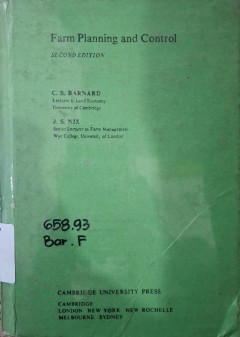 Farm Planning and Control
SECOND EDITION
C. S. BARNARD
Lecturer in Land Economy
University of Cambridge
J. S. NIX
Senior Lecturer in Farm Management
Wye College, University of London
658.93
Bar. F
CAMBRIDGE UNIVERSITY PRESS
CAMBRIDGE
LONDON NEW YORK NEW ROCHELLE
MELBOURNE SYDNEY